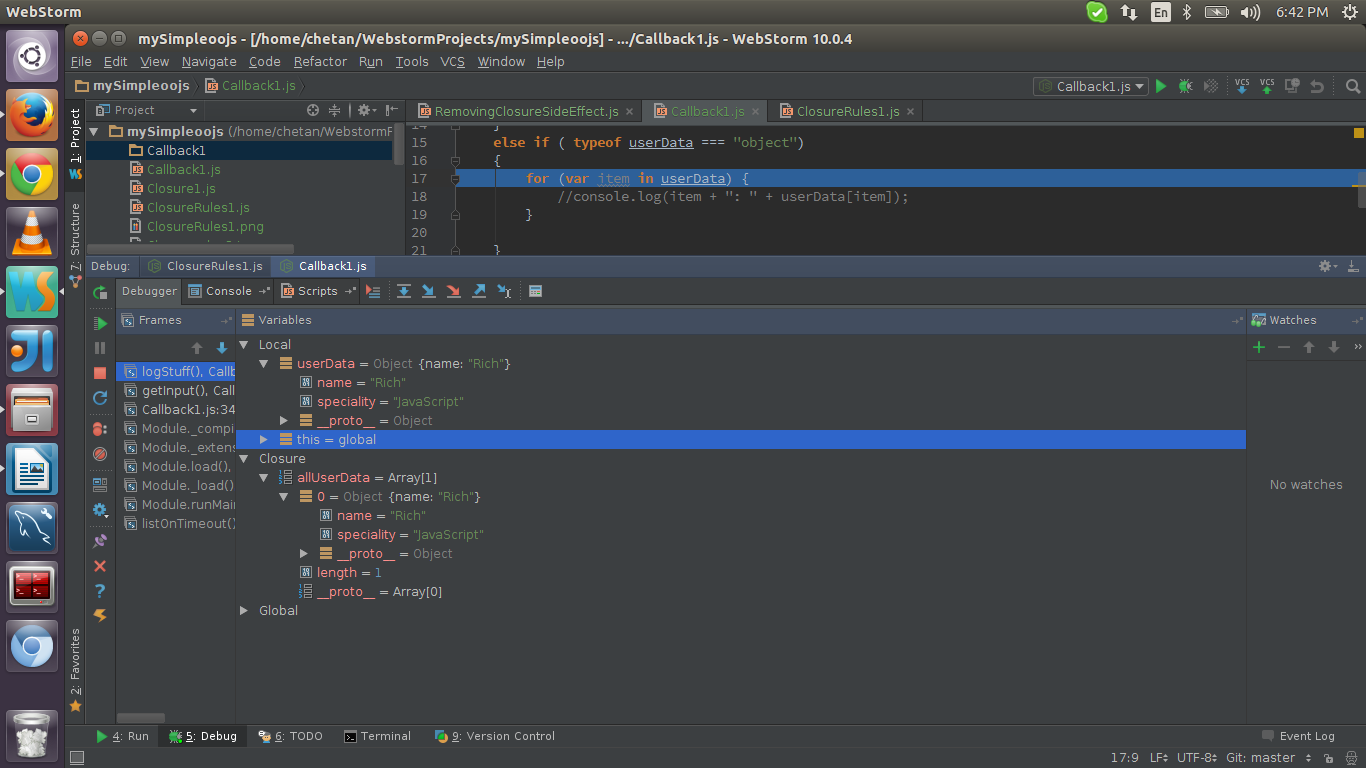 WebStorm
En
6:42 PM
mySimpleoojs - [/home/chetan/WebstormProjects/mySimpleoojs] - .../Callback1.js - WebStorm 10.0.4
File Edit View Navigate Code Refactor Run Tools VCS Window Help
mySimpleoojs Callback1.js
Callback1.js
VCS VCS
1: Project
Z: Structure
2: Favorites
Project
mySimpleoojs (/home/chetan/WebstormP
Callback1
Callback1.js
Closure1.js
ClosureRules1.js
ClosureRules1.png
RemovingClosureSideEffect.js × Callback1.js × ClosureRules1.js ×
14 }
15 else if ( typeof userData === "object")
16 {
17 for (var item in userData) {
18 //console.log(item + ": " + userData[item]);
19 }
20
21 }
Debug: ClosureRules1.js Callback1.js
Debugger Console Scripts
Frames
logStuff(), Callb
getInput(), Call
Callback1.js:34
Module._compi
Module._extens
Module.load(),
Module._load()
Module.runMai
listOnTimeout()
Variables
Local
userData = Object {name: "Rich"}
name = "Rich"
speciality = "JavaScript"
__proto__ = Object
this = global
Closure
allUserData = Array[1]
0 = Object {name: "Rich"}
name = "Rich"
speciality = "JavaScript"
__proto__ = Object
length = 1
__proto__ = Array[0]
Global
Watches
No watches
4: Run 5: Debug 6: TODO Terminal 9: Version Control Event Log
17:9 LF UTF-8 Git: master